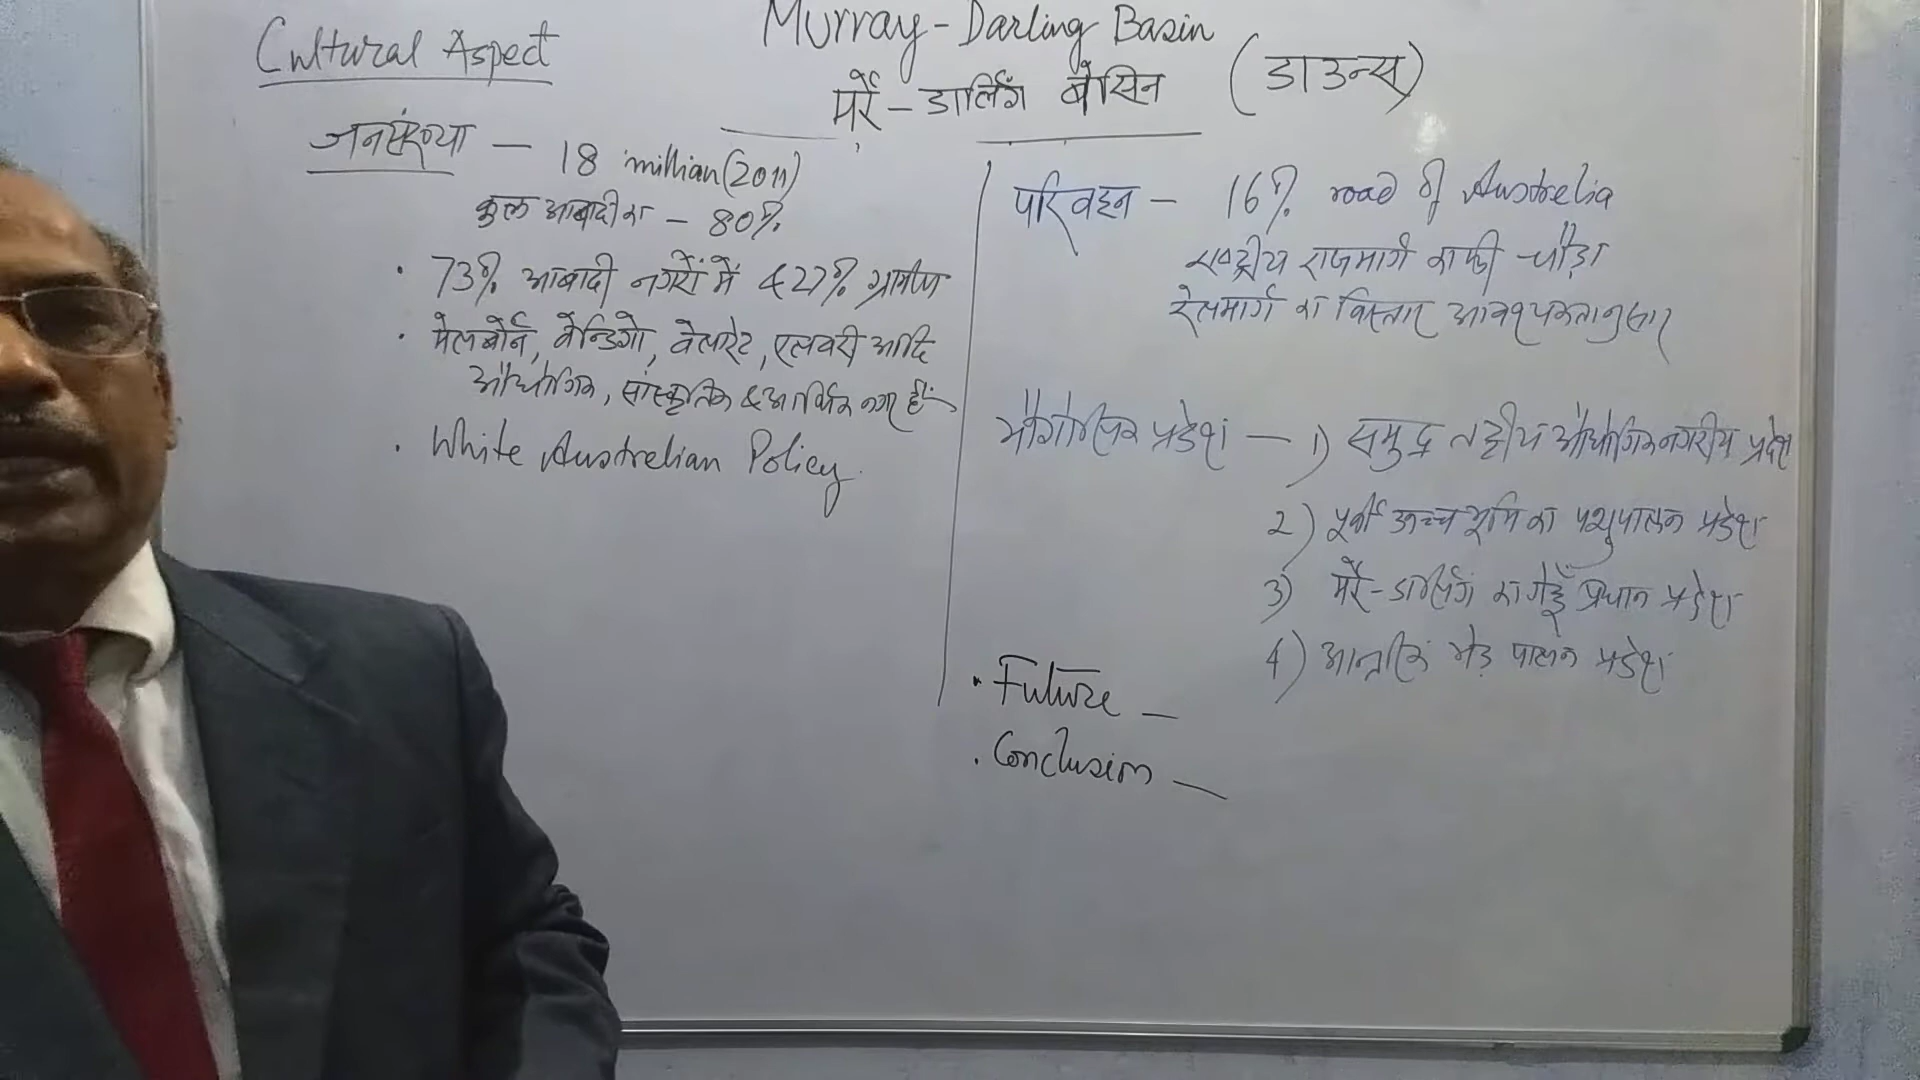 Murray-Darling Basin
मर्रे-डार्लिंग बेसिन (डाउन्स)
Cultural Aspect
जनसंख्या - 18 millian (2011)
कुल आबादी का - 80%
· 73% आबादी नगरों में & 27% ग्रामीण
· मेलबोर्न, वेन्डिगो, वेलारेट, एलवरी आदि
औद्योगिक, सांस्कृतिक & आर्थिक नगर हैं-
· White Australian Policy.
परिवहन - 16% road of Australia
राष्ट्रीय राजमार्ग काफी चौड़ा
रेलमार्ग का विस्तार आवश्यकतानुसार
भौगोलिक प्रदेश - 1) समुद्र तटीय औद्योगिक नगरीय प्रदेश
2) पूर्वी उच्च भूमि का पशुपालन प्रदेश
3) मर्रे-डार्लिंग का गेहूँ प्रधान प्रदेश
4) आन्तरिक भेड़ पालन प्रदेश
· Future -
· Conclusion -